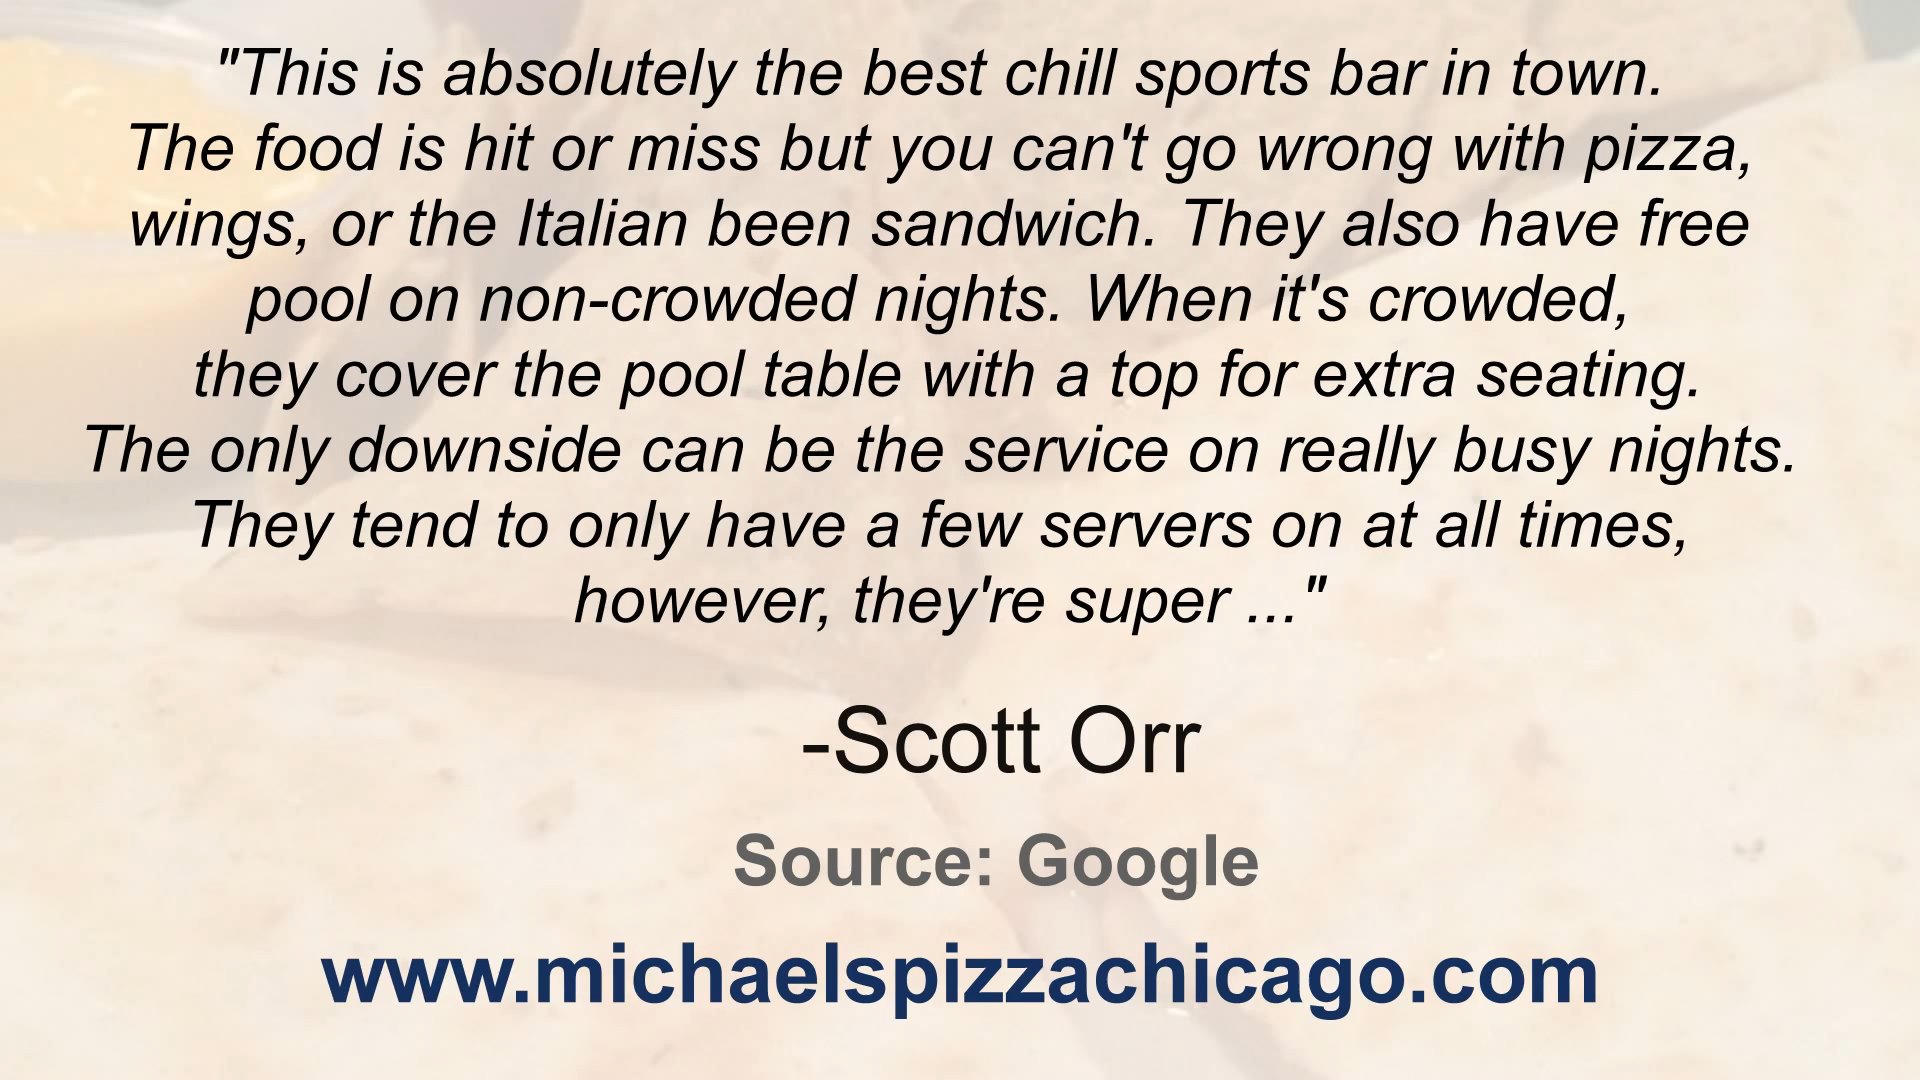 "This is absolutely the best chill sports bar in town.
The food is hit or miss but you can't go wrong with pizza,
wings, or the Italian been sandwich. They also have free
pool on non-crowded nights. When it's crowded,
they cover the pool table with a top for extra seating.
The only downside can be the service on really busy nights.
They tend to only have a few servers on at all times,
however, they're super ..."
-Scott Orr
Source: Google
www.michaelspizzachicago.com